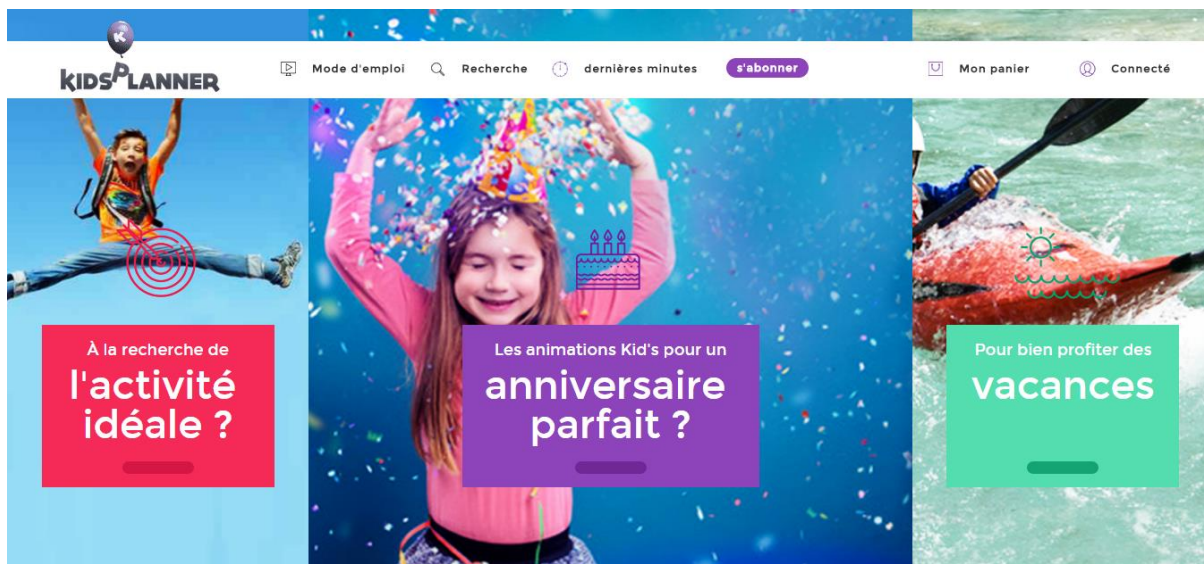 K
KIDSPLANNER
Mode d'emploi
Recherche
dernières minutes
s'abonner
Mon panier
Connecté
À la recherche de
l'activité
idéale ?
Les animations Kid's pour un
anniversaire
parfait ?
Pour bien profiter des
vacances